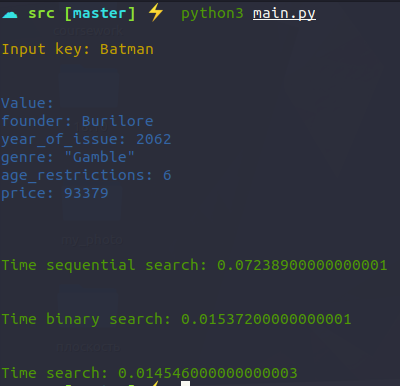 src [master] ⚡ python3 main.py
Input key: Batman
Value:
founder: Burilore
year_of_issue: 2062
genre: "Gamble"
age_restrictions: 6
price: 93379
Time sequential search: 0.07238900000000001
Time binary search: 0.01537200000000001
Time search: 0.014546000000000003